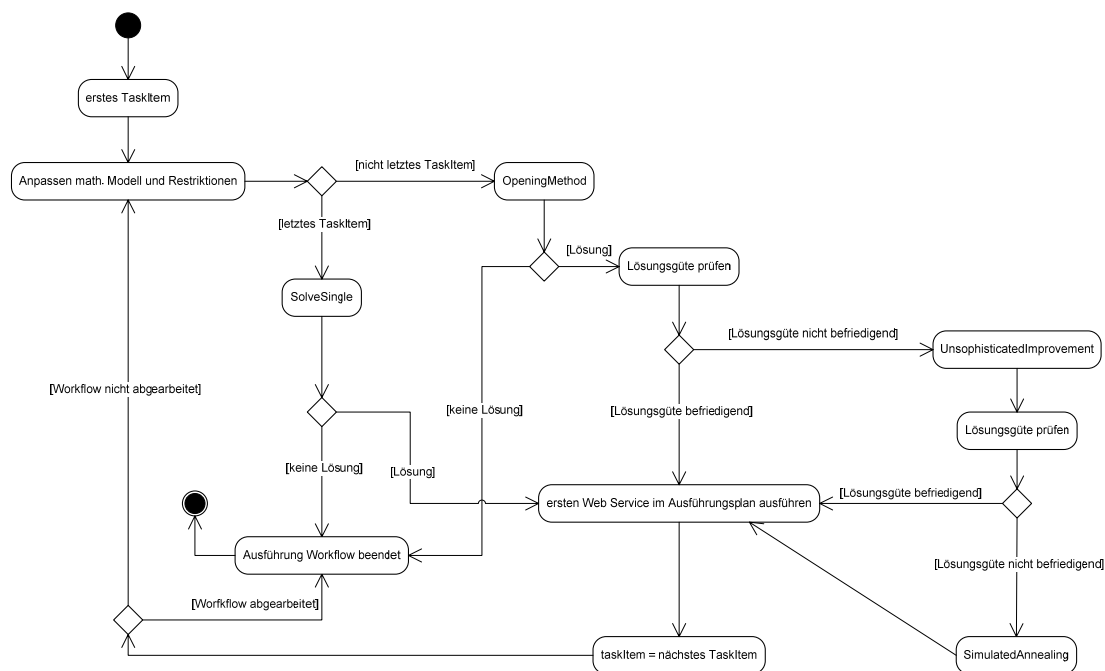 erstes TaskItem
Anpassen math. Modell und Restriktionen
[nicht letztes TaskItem]
OpeningMethod
[letztes TaskItem]
[Lösung]
Lösungsgüte prüfen
SolveSingle
[Lösungsgüte nicht befriedigend]
UnsophisticatedImprovement
[Workflow nicht abgearbeitet]
[keine Lösung]
[Lösungsgüte befriedigend]
Lösungsgüte prüfen
[keine Lösung]
[Lösung]
ersten Web Service im Ausführungsplan ausführen
[Lösungsgüte befriedigend]
Ausführung Workflow beendet
[Lösungsgüte nicht befriedigend]
[Worfkflow abgearbeitet]
taskItem = nächstes TaskItem
SimulatedAnnealing